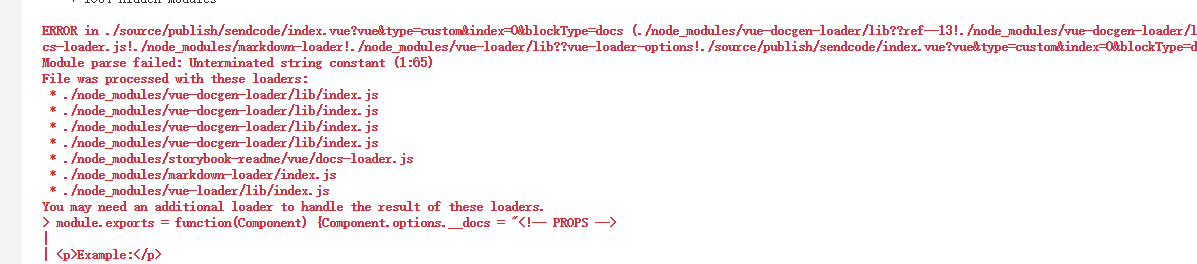 ERROR in ./source/publish/sendcode/index.vue?vue&type=custom&index=0&blockType=docs (./node_modules/vue-docgen-loader/lib??ref--13!./node_modules/vue-docgen-loader/l
cs-loader.js!./node_modules/markdown-loader!./node_modules/vue-loader/lib??vue-loader-options!./source/publish/sendcode/index.vue?vue&type=custom&index=0&blockType=d
Module parse failed: Unterminated string constant (1:65)
File was processed with these loaders:
* ./node_modules/vue-docgen-loader/lib/index.js
* ./node_modules/vue-docgen-loader/lib/index.js
* ./node_modules/vue-docgen-loader/lib/index.js
* ./node_modules/vue-docgen-loader/lib/index.js
* ./node_modules/storybook-readme/vue/docs-loader.js
* ./node_modules/markdown-loader/index.js
* ./node_modules/vue-loader/lib/index.js
You may need an additional loader to handle the result of these loaders.
> module.exports = function(Component) {Component.options.__docs = "<!-- PROPS -->
|
| <p>Example:</p>